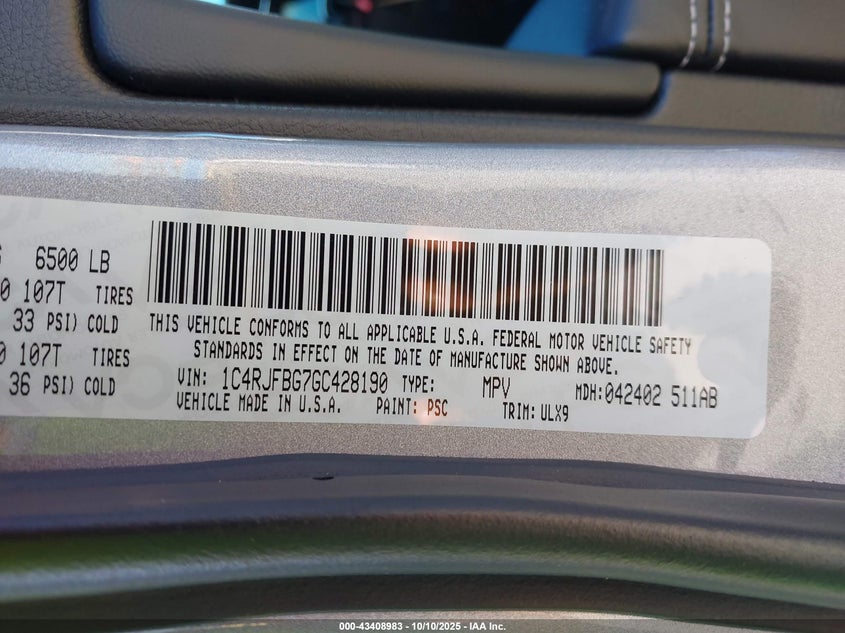 6500 LB
107T TIRES
33 PSI) COLD
107T TIRES
36 PSI) COLD
THIS VEHICLE CONFORMS TO ALL APPLICABLE U.S.A. FEDERAL MOTOR VEHICLE SAFETY
STANDARDS IN EFFECT ON THE DATE OF MANUFACTURE SHOWN ABOVE.
VIN: 1C4RJFBG7GC428190 TYPE: MPV MDH:042402 511AB
VEHICLE MADE IN U.S.A. PAINT: PSC TRIM:ULX9
000-43408983 / 10/10/2025 - IAA Inc.